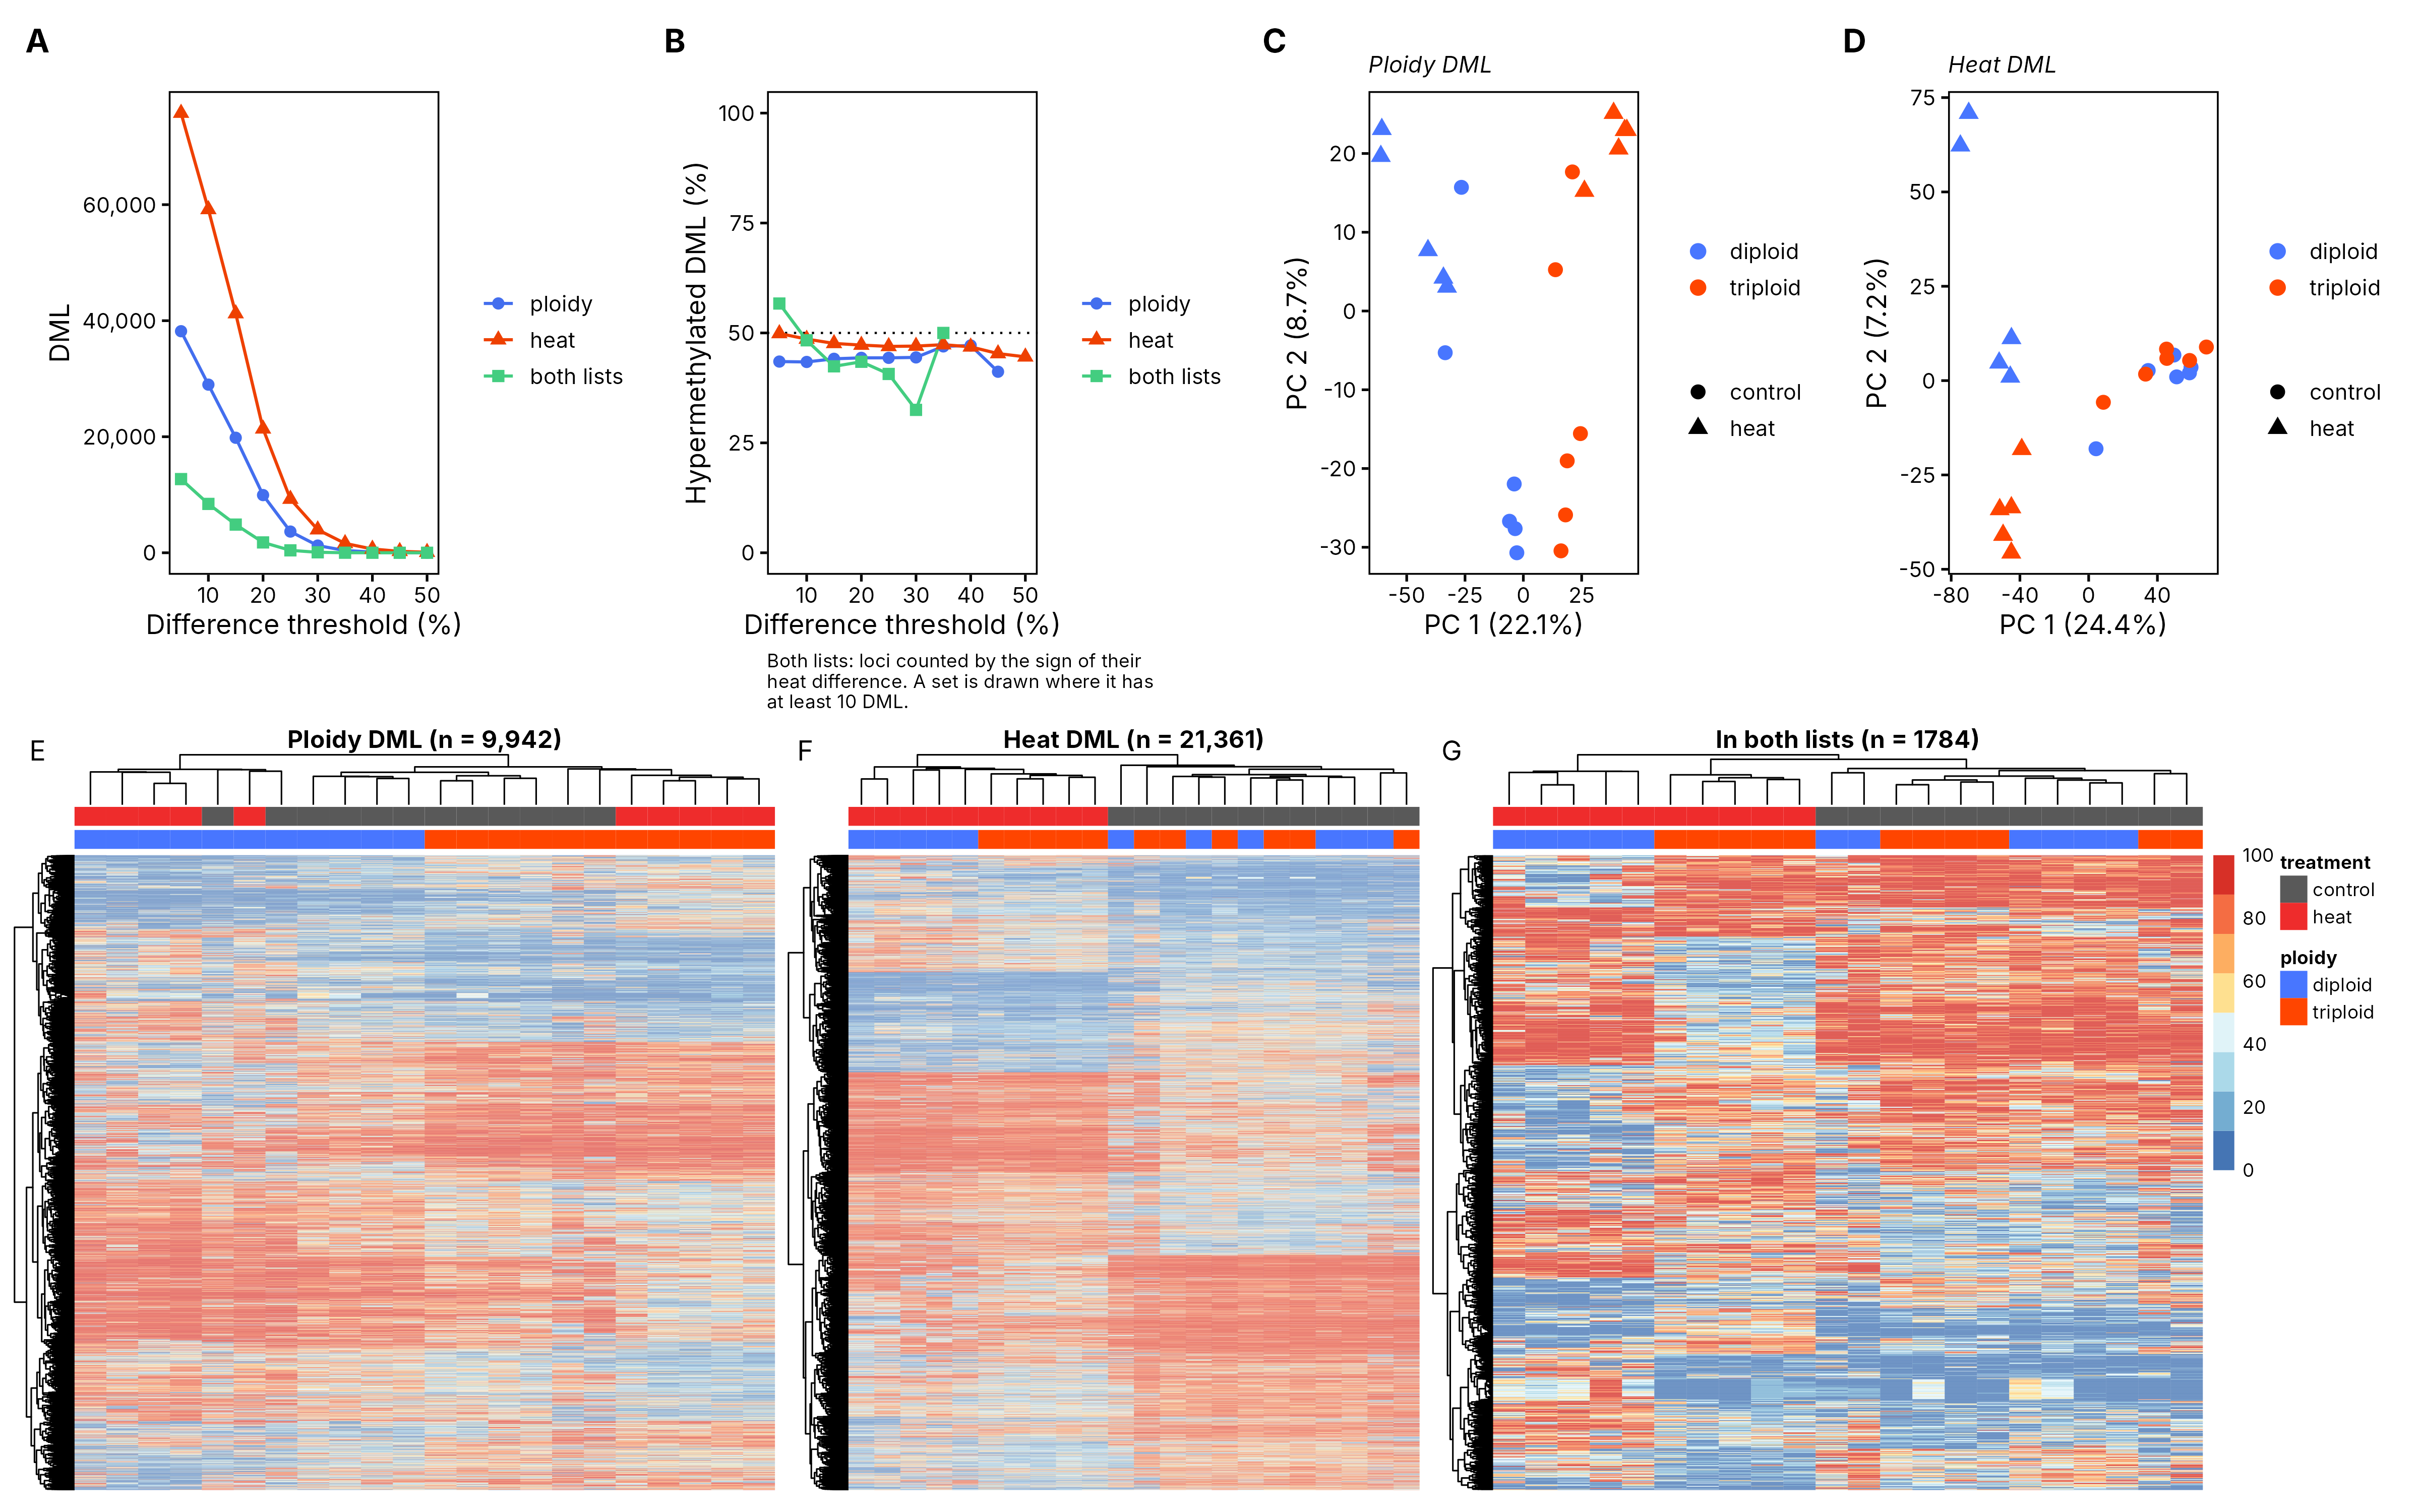 A
B
C
D
Ploidy DML
Heat DML
DML
60,000
40,000
20,000
0
10 20 30 40 50
Difference threshold (%)
ploidy
heat
both lists
Hypermethylated DML (%)
100
75
50
25
0
10 20 30 40 50
Difference threshold (%)
Both lists: loci counted by the sign of their
heat difference. A set is drawn where it has
at least 10 DML.
ploidy
heat
both lists
PC 2 (8.7%)
20
10
0
-10
-20
-30
-50 -25 0 25
PC 1 (22.1%)
diploid
triploid
control
heat
PC 2 (7.2%)
75
50
25
0
-25
-50
-80 -40 0 40
PC 1 (24.4%)
diploid
triploid
control
heat
E
Ploidy DML (n = 9,942)
F
Heat DML (n = 21,361)
G
In both lists (n = 1784)
100
80
60
40
20
0
treatment
control
heat
ploidy
diploid
triploid